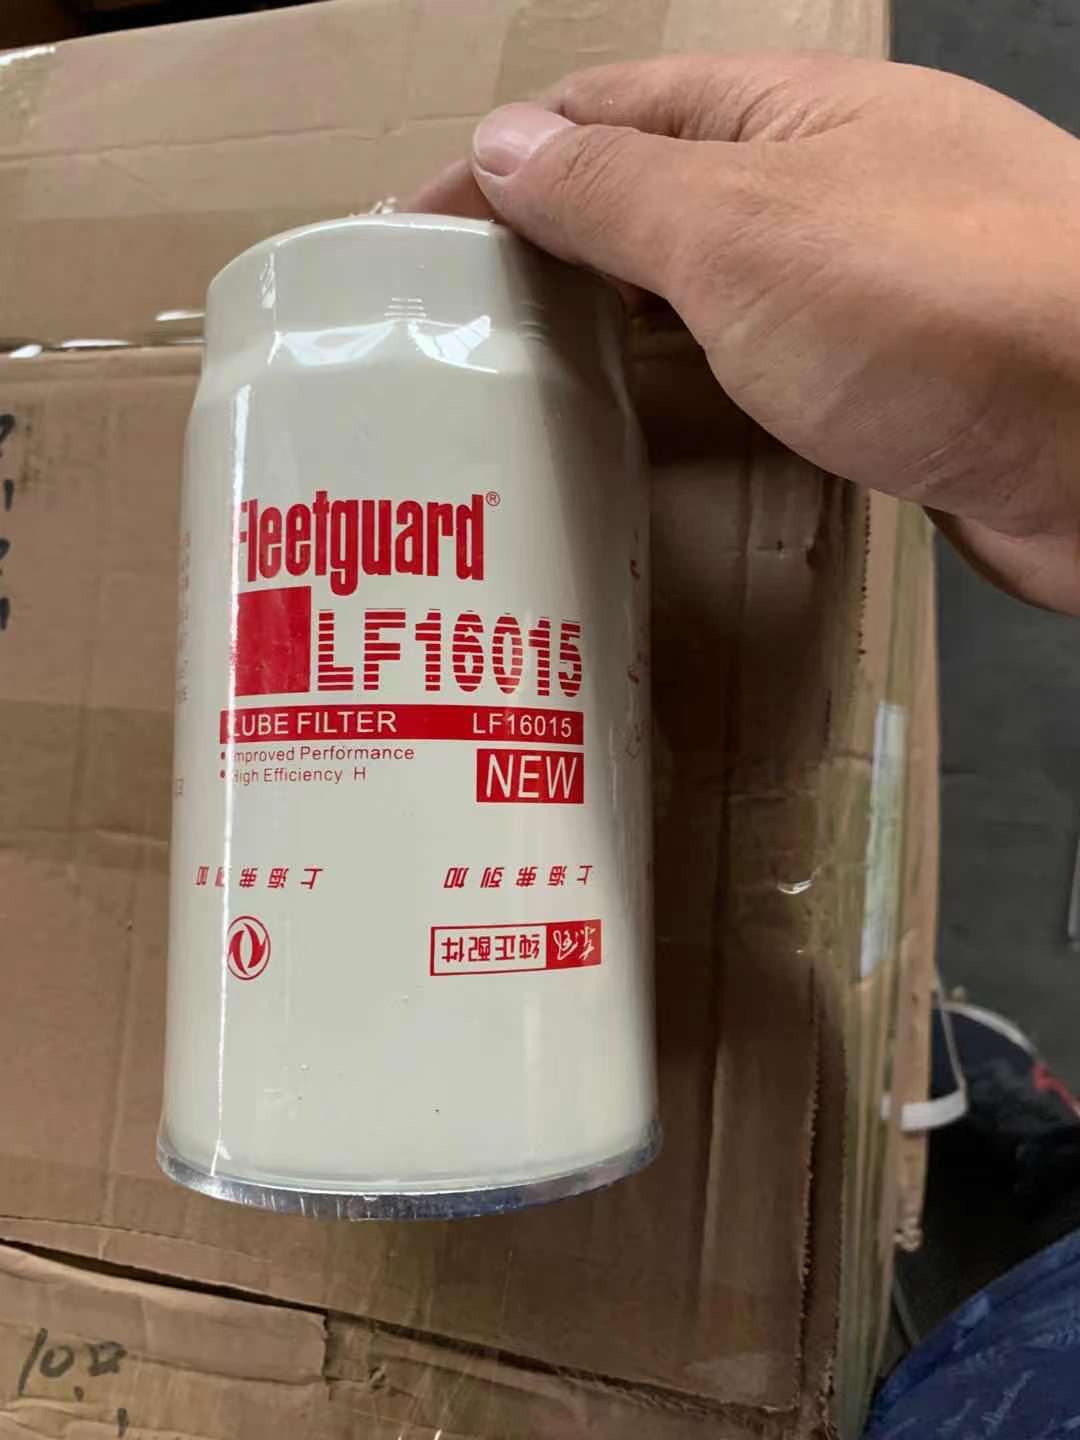 Fleetguard®
LF16015
LUBE FILTER LF16015
• Improved Performance
• High Efficiency H
NEW
上海弗列加 上海弗列加
东风 纯正配件
10.